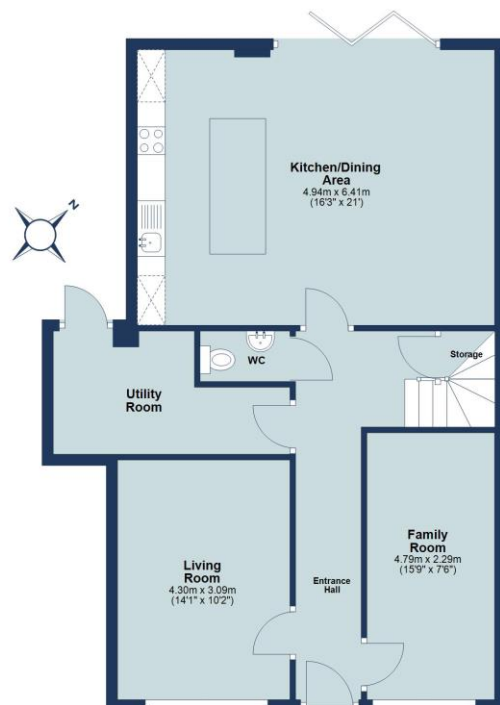 Kitchen/Dining
Area
4.94m x 6.41m
(16'3" x 21')
N
WC
Storage
Utility
Room
Living
Room
4.30m x 3.09m
(14'1" x 10'2")
Entrance
Hall
Family
Room
4.79m x 2.29m
(15'9" x 7'6")